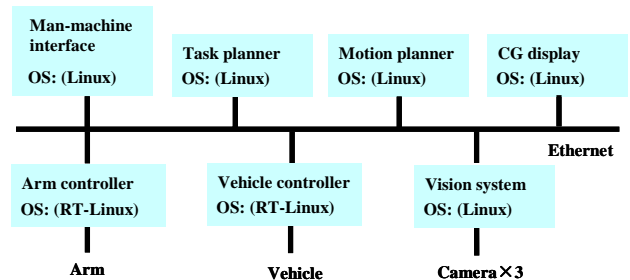 Man-machine
interface
OS: (Linux)
Task planner
OS: (Linux)
Motion planner
OS: (Linux)
CG display
OS: (Linux)
Ethernet
Arm controller
OS: (RT-Linux)
Vehicle controller
OS: (RT-Linux)
Vision system
OS: (Linux)
Arm
Vehicle
Camera×3